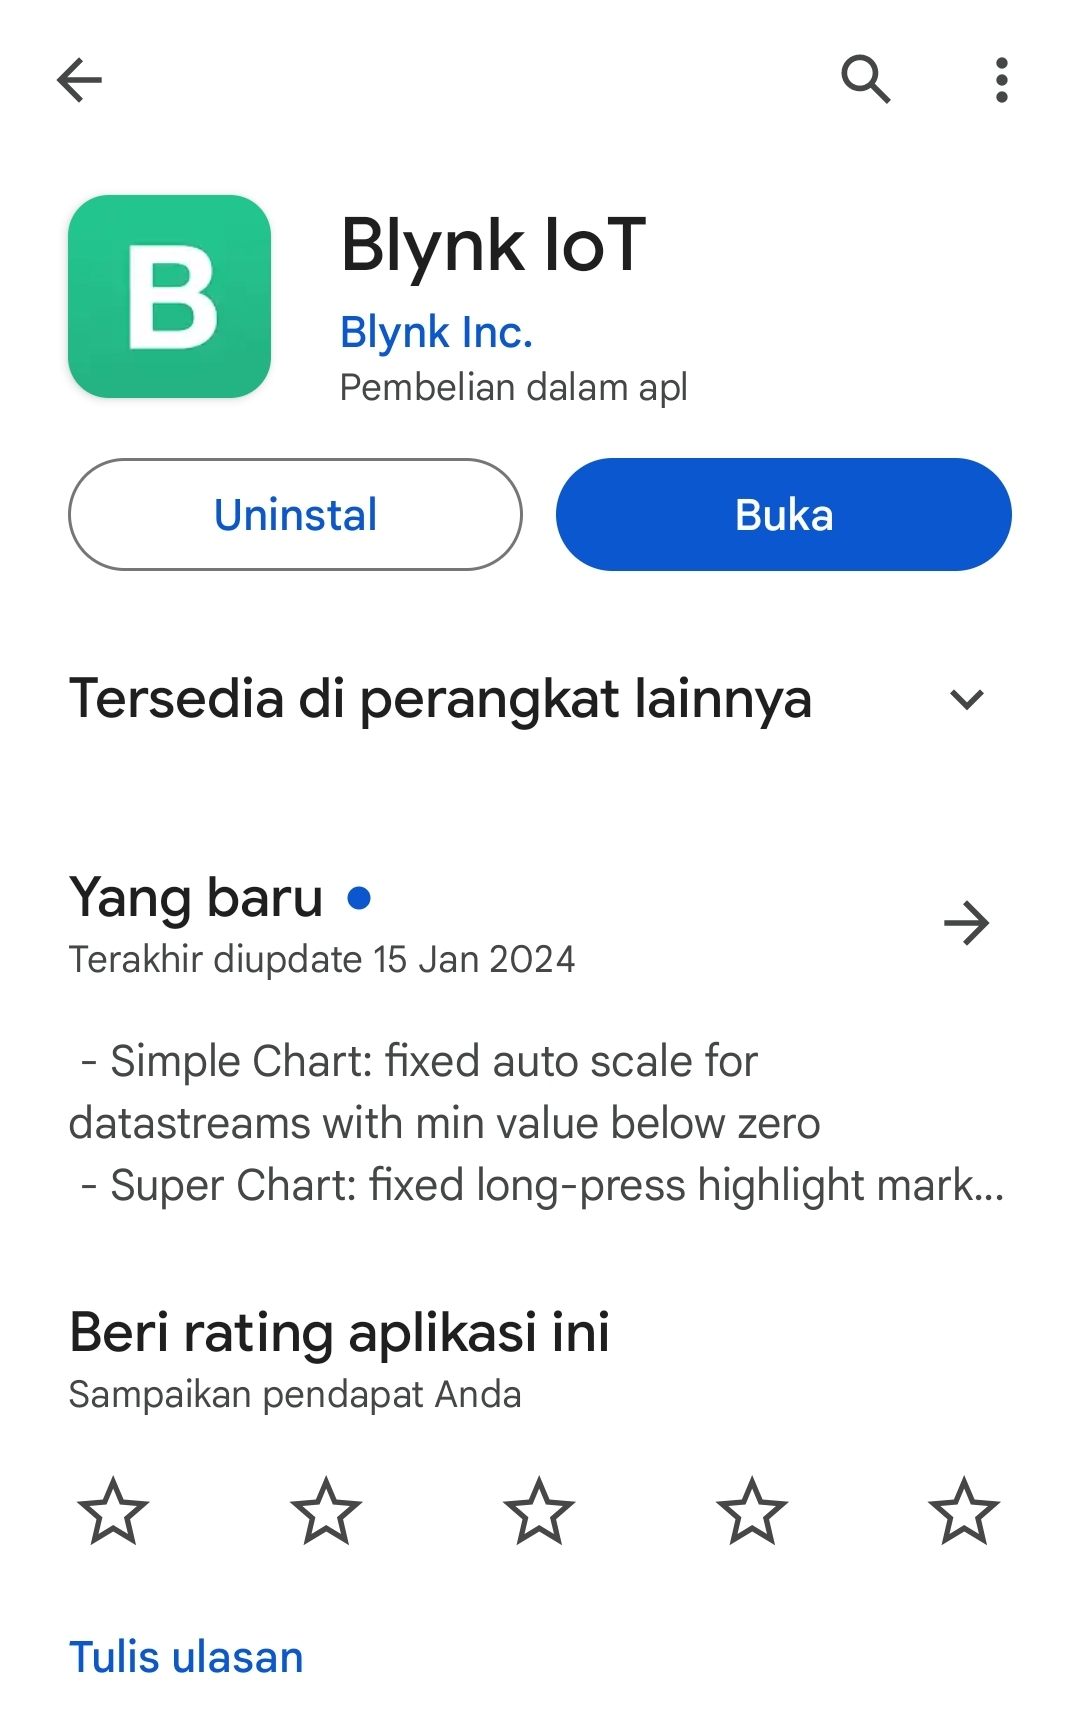 B
Blynk IoT
Blynk Inc.
Pembelian dalam apl
Uninstal
Buka
Tersedia di perangkat lainnya
Yang baru
Terakhir diupdate 15 Jan 2024
- Simple Chart: fixed auto scale for
datastreams with min value below zero
- Super Chart: fixed long-press highlight mark...
Beri rating aplikasi ini
Sampaikan pendapat Anda
Tulis ulasan